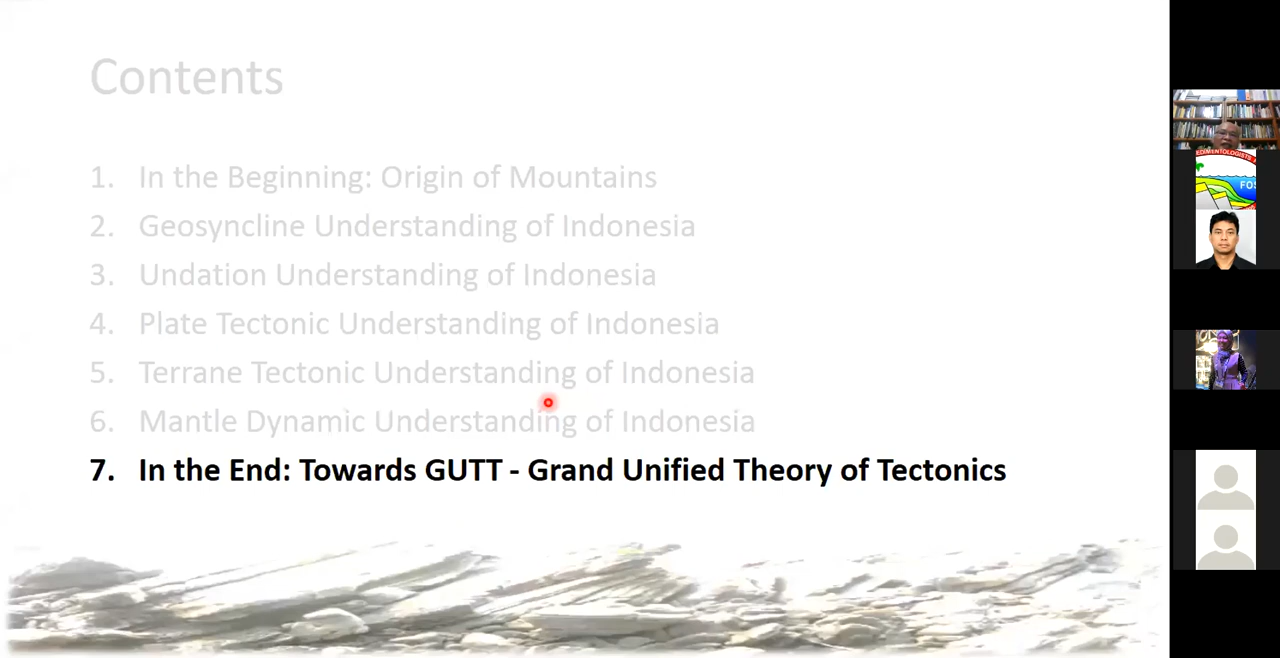 Contents
1. In the Beginning: Origin of Mountains
2. Geosyncline Understanding of Indonesia
3. Undation Understanding of Indonesia
4. Plate Tectonic Understanding of Indonesia
5. Terrane Tectonic Understanding of Indonesia
6. Mantle Dynamic Understanding of Indonesia
7. In the End: Towards GUTT - Grand Unified Theory of Tectonics
EDIMENTOLOGISTS
FOS